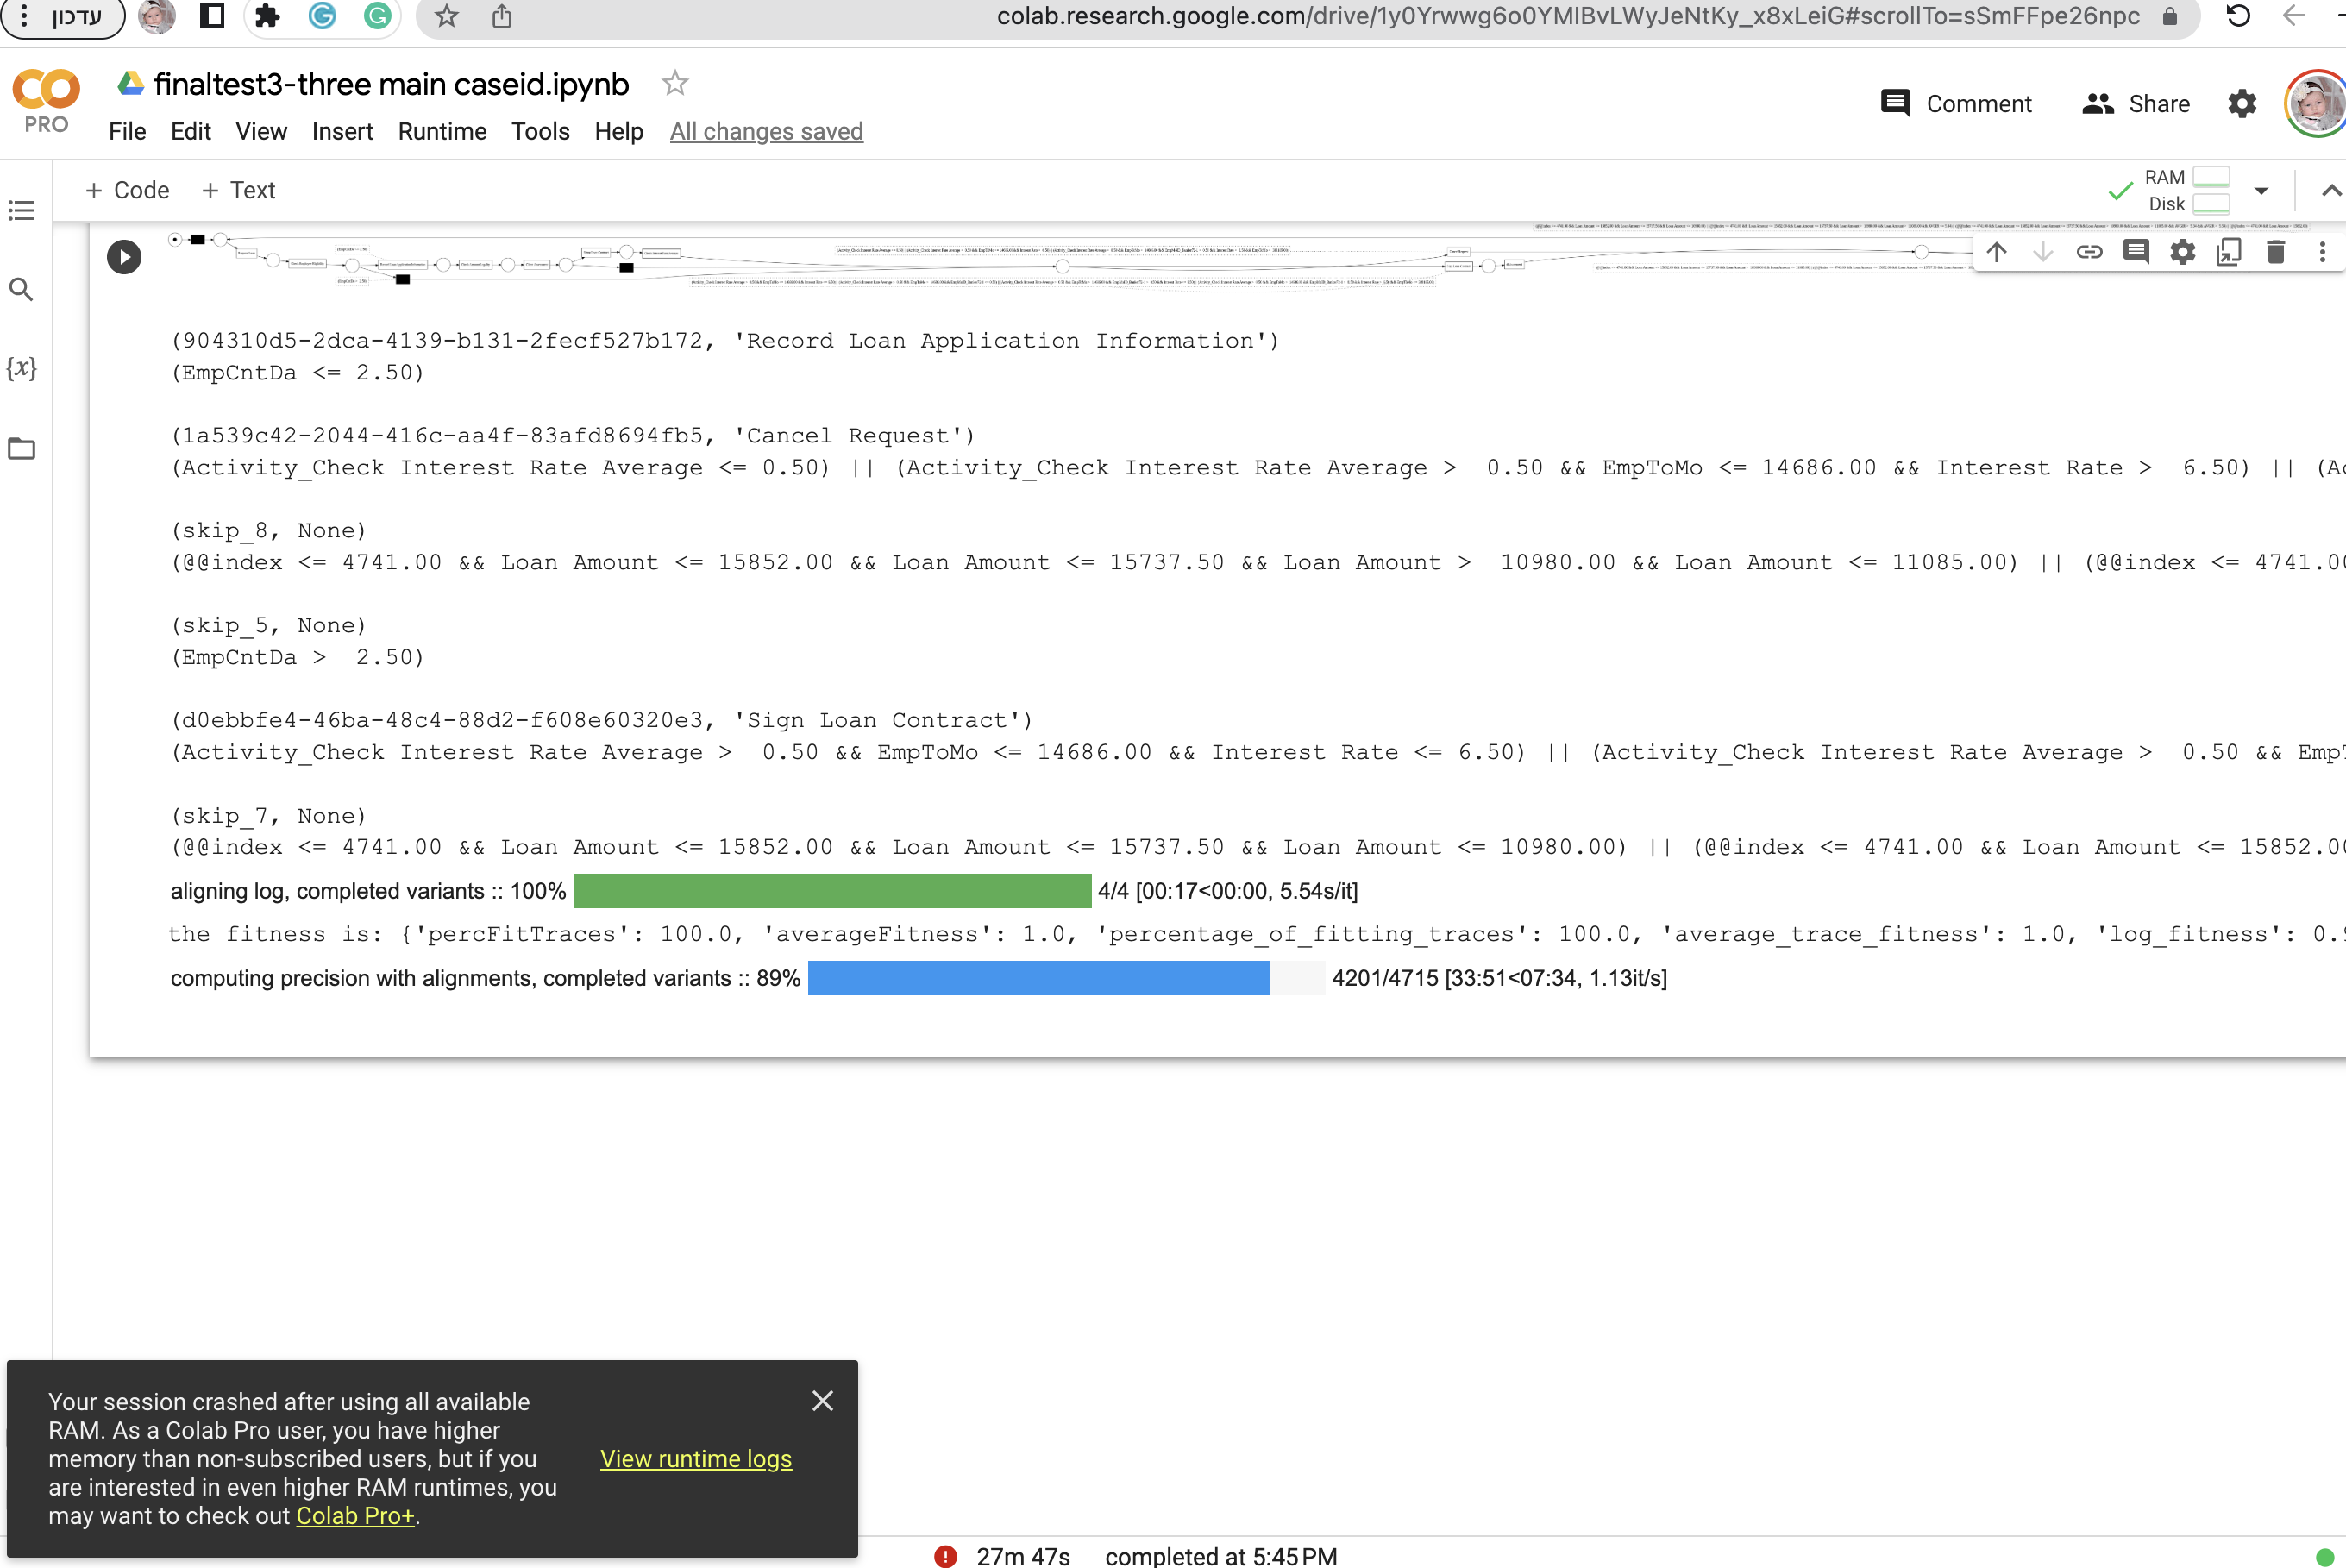 עדכון
colab.research.google.com/drive/1y0Yrwwg6o0YMIBvLWyJeNtKy_x8xLeiG#scrollTo=sSmFFpe26npc
PRO
finaltest3-three main caseid.ipynb
File Edit View Insert Runtime Tools Help All changes saved
Comment
Share
+ Code + Text
RAM
Disk
{x}
(904310d5-2dca-4139-b131-2fecf527b172, 'Record Loan Application Information')
(EmpCntDa <= 2.50)
(1a539c42-2044-416c-aa4f-83afd8694fb5, 'Cancel Request')
(Activity_Check Interest Rate Average <= 0.50) || (Activity_Check Interest Rate Average >  0.50 && EmpToMo <= 14686.00 && Interest Rate >  6.50) || (Ac
(skip_8, None)
(@@index <= 4741.00 && Loan Amount <= 15852.00 && Loan Amount <= 15737.50 && Loan Amount >  10980.00 && Loan Amount <= 11085.00) || (@@index <= 4741.00
(skip_5, None)
(EmpCntDa >  2.50)
(d0ebbfe4-46ba-48c4-88d2-f608e60320e3, 'Sign Loan Contract')
(Activity_Check Interest Rate Average >  0.50 && EmpToMo <= 14686.00 && Interest Rate <= 6.50) || (Activity_Check Interest Rate Average >  0.50 && EmpT
(skip_7, None)
(@@index <= 4741.00 && Loan Amount <= 15852.00 && Loan Amount <= 15737.50 && Loan Amount <= 10980.00) || (@@index <= 4741.00 && Loan Amount <= 15852.00
aligning log, completed variants :: 100% 4/4 [00:17<00:00, 5.54s/it]
the fitness is: {'percFitTraces': 100.0, 'averageFitness': 1.0, 'percentage_of_fitting_traces': 100.0, 'average_trace_fitness': 1.0, 'log_fitness': 0.9
computing precision with alignments, completed variants :: 89% 4201/4715 [33:51<07:34, 1.13it/s]
Your session crashed after using all available
RAM. As a Colab Pro user, you have higher
memory than non-subscribed users, but if you
are interested in even higher RAM runtimes, you
may want to check out Colab Pro+.
View runtime logs
27m 47s completed at 5:45 PM